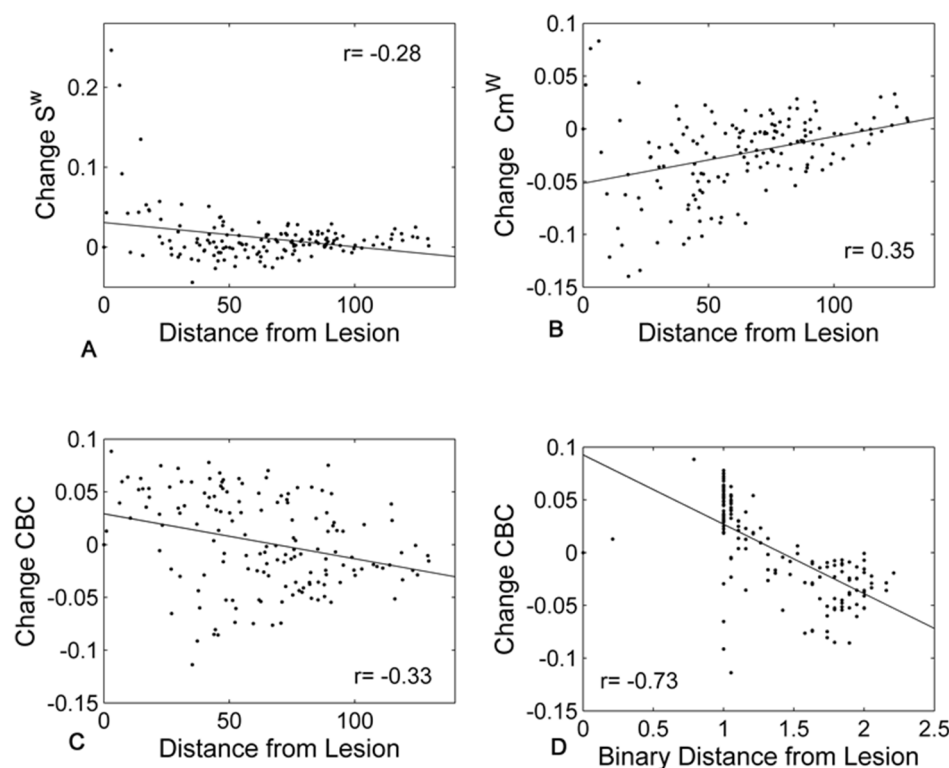 Change S^W
0.2
0.1
0
r= -0.28
0 50 100
Distance from Lesion
A
Change Cm^W
0.1
0.05
0
-0.05
-0.1
-0.15
r= 0.35
0 50 100
Distance from Lesion
B
Change CBC
0.1
0.05
0
-0.05
-0.1
-0.15
r= -0.33
0 50 100
Distance from Lesion
C
Change CBC
0.1
0.05
0
-0.05
-0.1
-0.15
r= -0.73
0 0.5 1 1.5 2 2.5
Binary Distance from Lesion
D